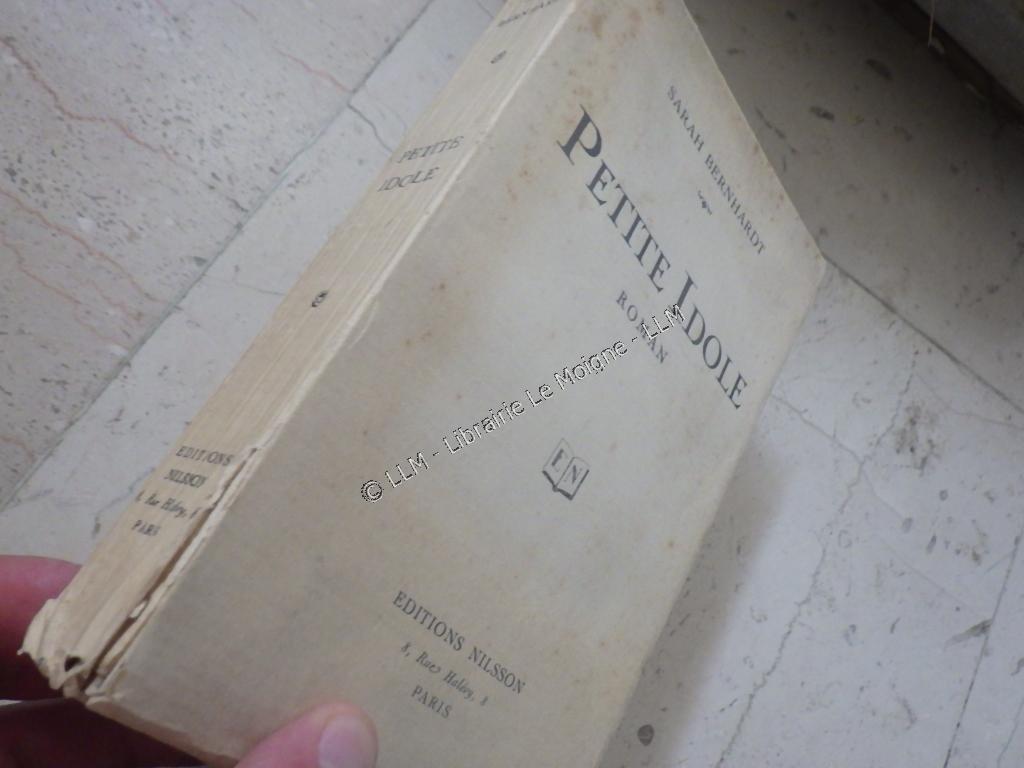 SARAH BERNHARDT
PETITE IDOLE
ROMAN
E N
EDITIONS NILSSON
8, Rue Halévy, 8
PARIS
PETITE
IDOLE
EDITIONS
NILSSON
8, Rue Halévy, 8
PARIS
© LLM - Librairie Le Moigne - LLM